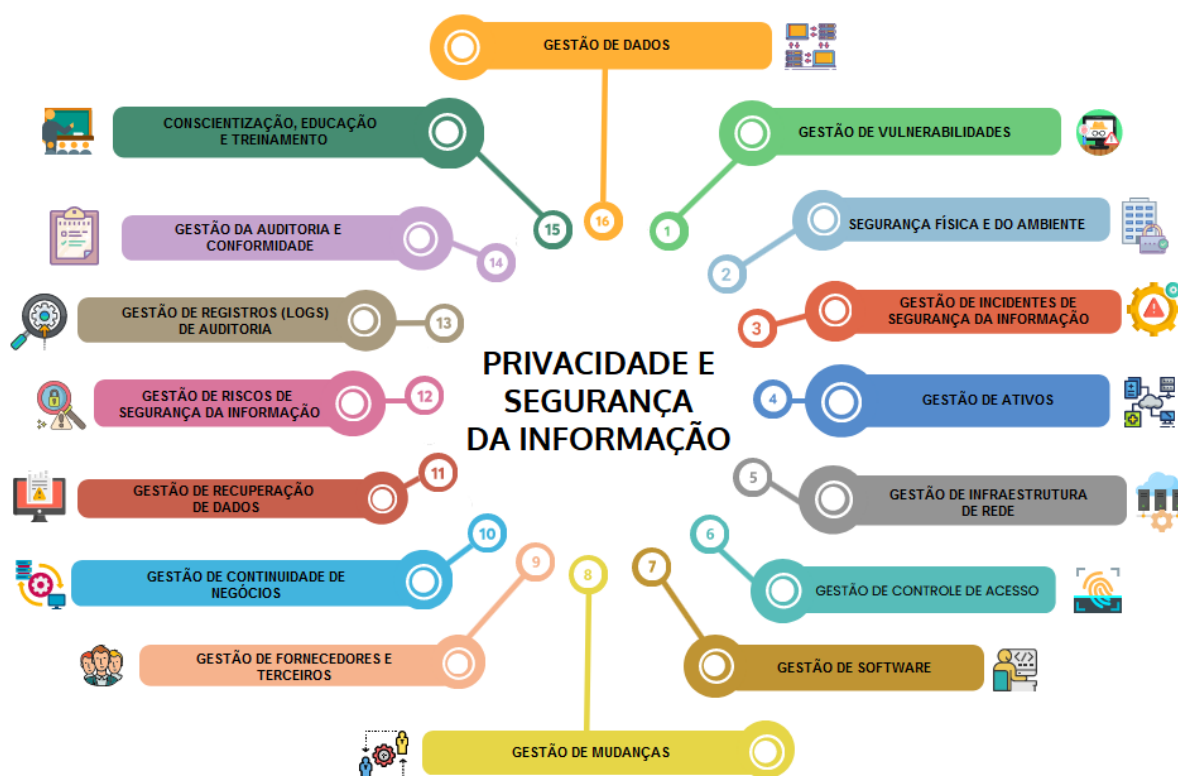 GESTÃO DE DADOS
16
GESTÃO DE VULNERABILIDADES
1
SEGURANÇA FÍSICA E DO AMBIENTE
2
GESTÃO DE INCIDENTES DE
SEGURANÇA DA INFORMAÇÃO
3
GESTÃO DE ATIVOS
4
GESTÃO DE INFRAESTRUTURA
DE REDE
5
GESTÃO DE CONTROLE DE ACESSO
6
GESTÃO DE SOFTWARE
7
GESTÃO DE MUDANÇAS
8
GESTÃO DE FORNECEDORES E
TERCEIROS
9
GESTÃO DE CONTINUIDADE DE
NEGÓCIOS
10
GESTÃO DE RECUPERAÇÃO
DE DADOS
11
GESTÃO DE RISCOS DE
SEGURANÇA DA INFORMAÇÃO
12
GESTÃO DE REGISTROS (LOGS)
DE AUDITORIA
13
GESTÃO DA AUDITORIA E
CONFORMIDADE
14
CONSCIENTIZAÇÃO, EDUCAÇÃO
E TREINAMENTO
15
PRIVACIDADE E
SEGURANÇA
DA INFORMAÇÃO